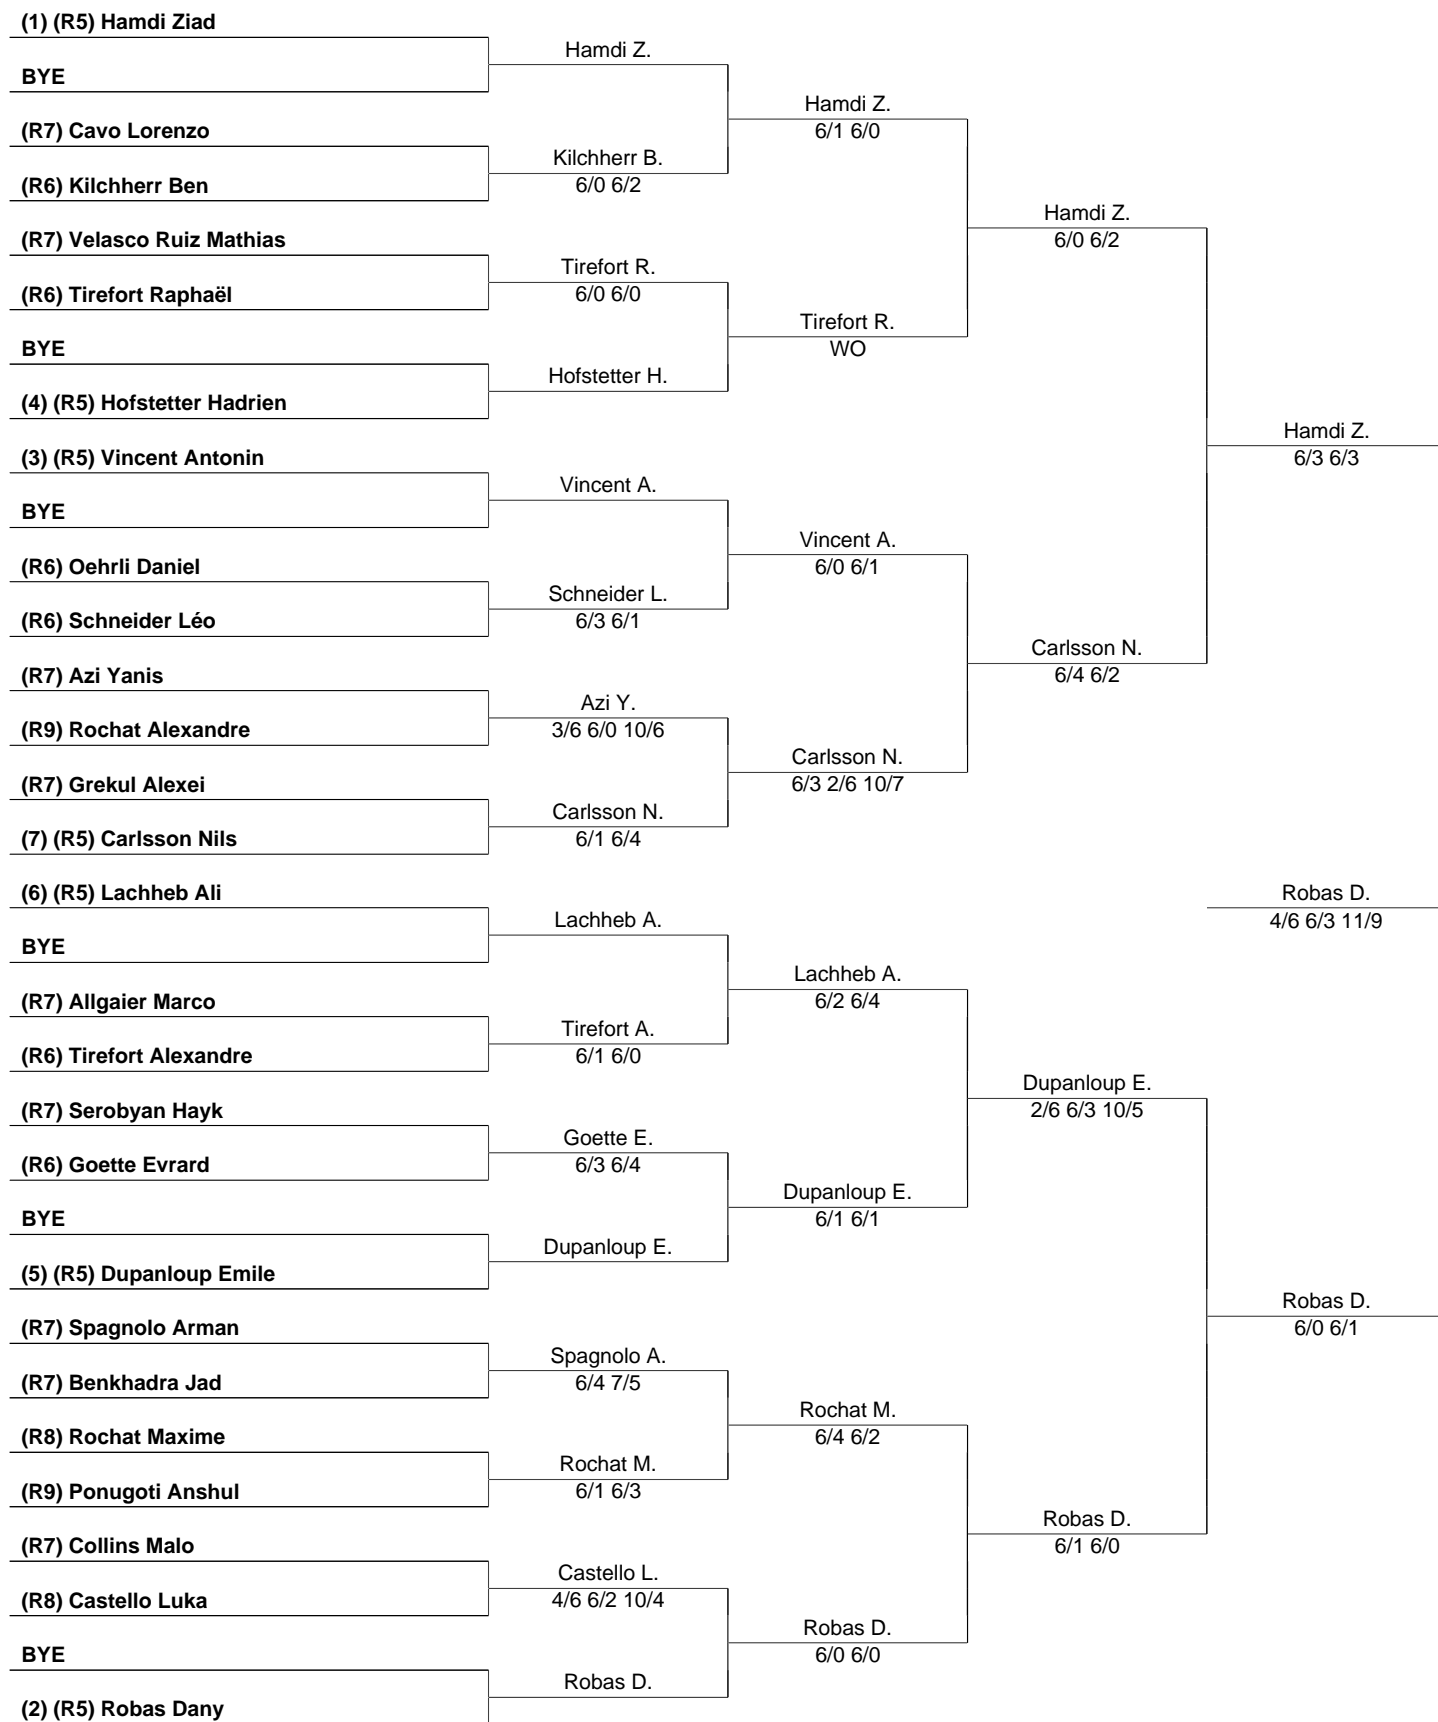 (1) (R5) Hamdi Ziad
Hamdi Z.
BYE
Hamdi Z.
6/1 6/0
(R7) Cavo Lorenzo
Kilchherr B.
6/0 6/2
(R6) Kilchherr Ben
Hamdi Z.
6/0 6/2
(R7) Velasco Ruiz Mathias
Tirefort R.
6/0 6/0
(R6) Tirefort Raphaël
Tirefort R.
WO
BYE
Hofstetter H.
(4) (R5) Hofstetter Hadrien
Hamdi Z.
6/3 6/3
(3) (R5) Vincent Antonin
Vincent A.
BYE
Vincent A.
6/0 6/1
(R6) Oehrli Daniel
Schneider L.
6/3 6/1
(R6) Schneider Léo
Carlsson N.
6/4 6/2
(R7) Azi Yanis
Azi Y.
3/6 6/0 10/6
(R9) Rochat Alexandre
Carlsson N.
6/3 2/6 10/7
(R7) Grekul Alexei
Carlsson N.
6/1 6/4
(7) (R5) Carlsson Nils
(6) (R5) Lachheb Ali
Robas D.
4/6 6/3 11/9
Lachheb A.
BYE
Lachheb A.
6/2 6/4
(R7) Allgaier Marco
Tirefort A.
6/1 6/0
(R6) Tirefort Alexandre
Dupanloup E.
2/6 6/3 10/5
(R7) Serobyan Hayk
Goette E.
6/3 6/4
(R6) Goette Evrard
Dupanloup E.
6/1 6/1
BYE
Dupanloup E.
(5) (R5) Dupanloup Emile
Robas D.
6/0 6/1
(R7) Spagnolo Arman
Spagnolo A.
6/4 7/5
(R7) Benkhadra Jad
Rochat M.
6/4 6/2
(R8) Rochat Maxime
Rochat M.
6/1 6/3
(R9) Ponugoti Anshul
Robas D.
6/1 6/0
(R7) Collins Malo
Castello L.
4/6 6/2 10/4
(R8) Castello Luka
Robas D.
6/0 6/0
BYE
Robas D.
(2) (R5) Robas Dany